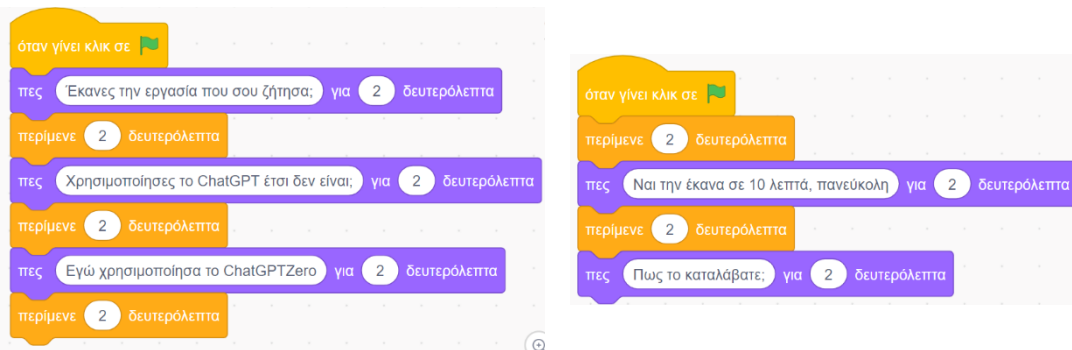 όταν γίνει κλικ σε
πες Έκανες την εργασία που σου ζήτησα; για 2 δευτερόλεπτα
περίμενε 2 δευτερόλεπτα
πες Χρησιμοποίησες το ChatGPT έτσι δεν είναι; για 2 δευτερόλεπτα
περίμενε 2 δευτερόλεπτα
πες Εγώ χρησιμοποίησα το ChatGPTZero για 2 δευτερόλεπτα
περίμενε 2 δευτερόλεπτα
όταν γίνει κλικ σε
περίμενε 2 δευτερόλεπτα
πες Ναι την έκανα σε 10 λεπτά, πανεύκολη για 2 δευτερόλεπτα
περίμενε 2 δευτερόλεπτα
πες Πως το καταλάβατε; για 2 δευτερόλεπτα